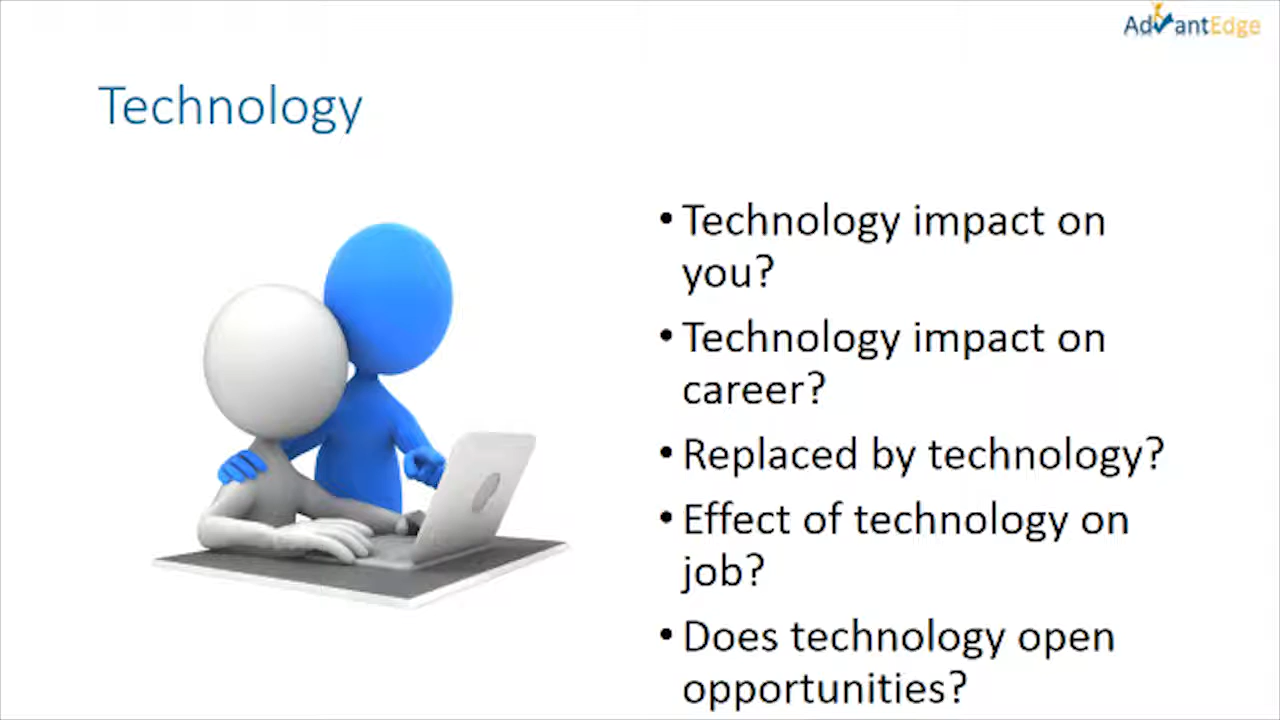 AdvantEdge
Technology
• Technology impact on
you?
• Technology impact on
career?
• Replaced by technology?
• Effect of technology on
job?
• Does technology open
opportunities?